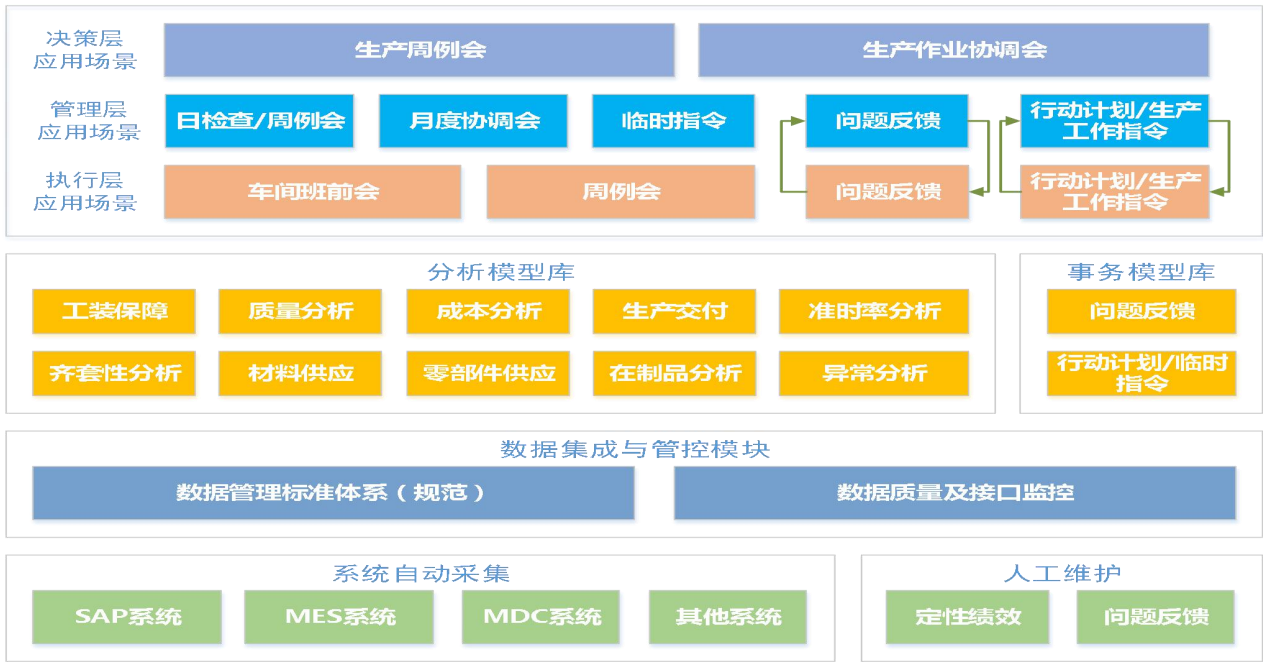 决策层
应用场景
生产周例会
生产作业协调会
管理层
应用场景
日检查/周例会
月度协调会
临时指令
问题反馈
行动计划/生产
工作指令
执行层
应用场景
车间班前会
周例会
问题反馈
行动计划/生产
工作指令
分析模型库
工装保障
质量分析
成本分析
生产交付
准时率分析
齐套性分析
材料供应
零部件供应
在制品分析
异常分析
事务模型库
问题反馈
行动计划/临时
指令
数据集成与管控模块
数据管理标准体系（规范）
数据质量及接口监控
系统自动采集
SAP系统
MES系统
MDC系统
其他系统
人工维护
定性绩效
问题反馈